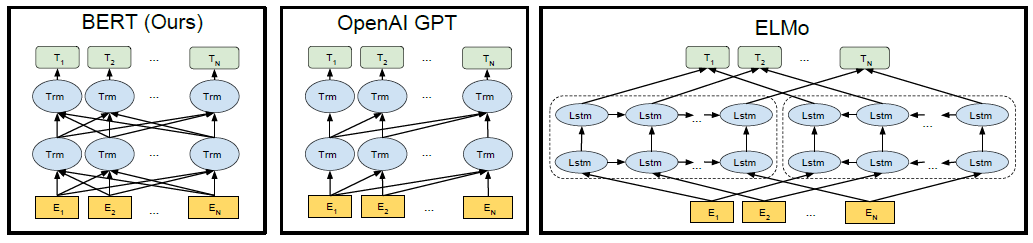 BERT (Ours)
T1 T2 ... TN
Trm Trm ... Trm
Trm Trm ... Trm
E1 E2 ... EN
OpenAI GPT
T1 T2 ... TN
Trm Trm ... Trm
Trm Trm ... Trm
E1 E2 ... EN
ELMo
T1 T2 ... TN
Lstm Lstm ... Lstm Lstm Lstm ... Lstm
Lstm Lstm ... Lstm Lstm Lstm ... Lstm
E1 E2 ... EN